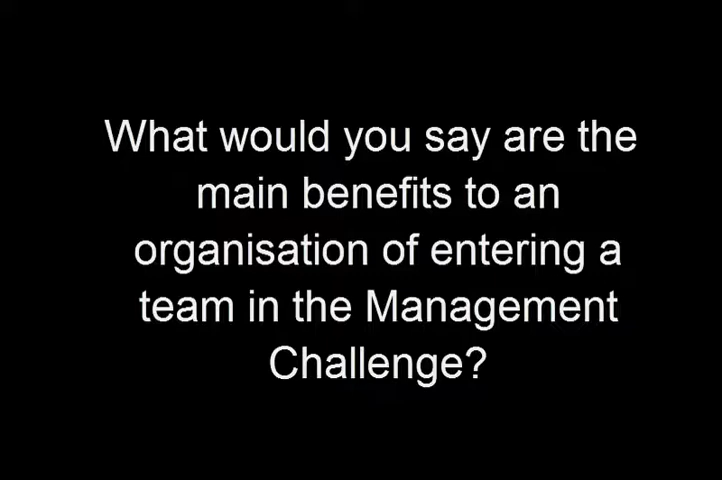 What would you say are the
main benefits to an
organisation of entering a
team in the Management
Challenge?